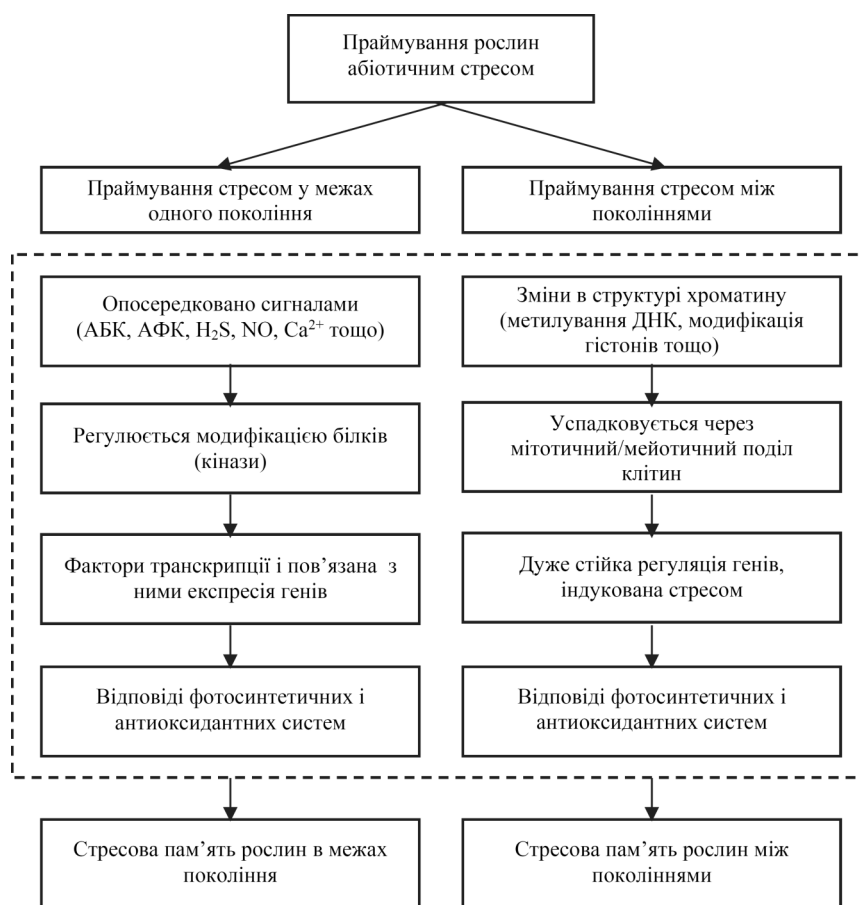 Праймування рослин
абіотичним стресом
Праймування стресом у межах
одного покоління
Праймування стресом між
поколіннями
Опосередковано сигналами
(АБК, АФК, H₂S, NO, Ca²⁺ тощо)
Зміни в структурі хроматину
(метилування ДНК, модифікація
гістонів тощо)
Регулюється модифікацією білків
(кінази)
Успадковується через
мітотичний/мейотичний поділ
клітин
Фактори транскрипції і пов’язана з
ними експресія генів
Дуже стійка регуляція генів,
індукована стресом
Відповіді фотосинтетичних і
антиоксидантних систем
Відповіді фотосинтетичних і
антиоксидантних систем
Стресова пам’ять рослин в межах
покоління
Стресова пам’ять рослин між
поколіннями